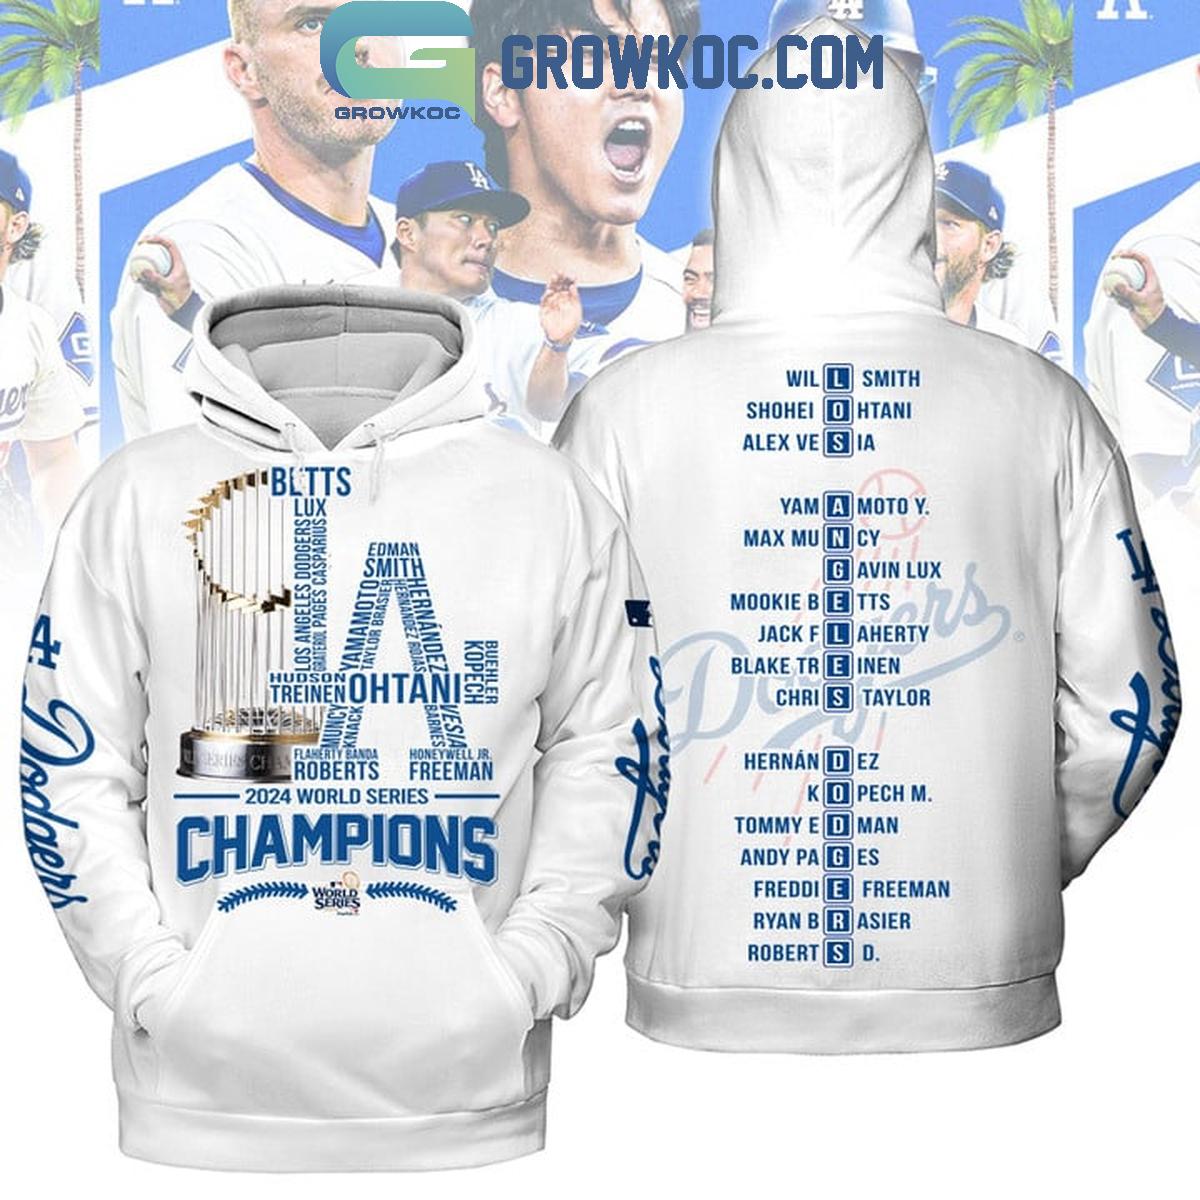 GROWKOC
GROWKOC.COM
LA
BETTS
LUX
LOS ANGELES DODGERS
GRATEROL PAGES CASPARIUS
EDMAN
SMITH
YAMAMOTO
TAYLOR BRASIER
HERNÁNDEZ
HERNANDEZ ROJAS
BUEHLER
KOPECH
HUDSON
TREINEN
OHTANI
MUNCY
KNACK
VESIA
BARNES
FLAHERTY BANDA
ROBERTS
HONEYWELL JR.
FREEMAN
2024 WORLD SERIES
CHAMPIONS
WORLD
SERIES
LA
Dodgers
WIL L SMITH
SHOHEI O HTANI
ALEX VE S IA
YAM A MOTO Y.
MAX MU N CY
G AVIN LUX
MOOKIE B E TTS
JACK F L AHERTY
BLAKE TR E INEN
CHRI S TAYLOR
HERNÁN D EZ
K O PECH M.
TOMMY E D MAN
ANDY PA G ES
FREDDI E FREEMAN
RYAN B R ASIER
ROBERT S D.
Dodgers
LA